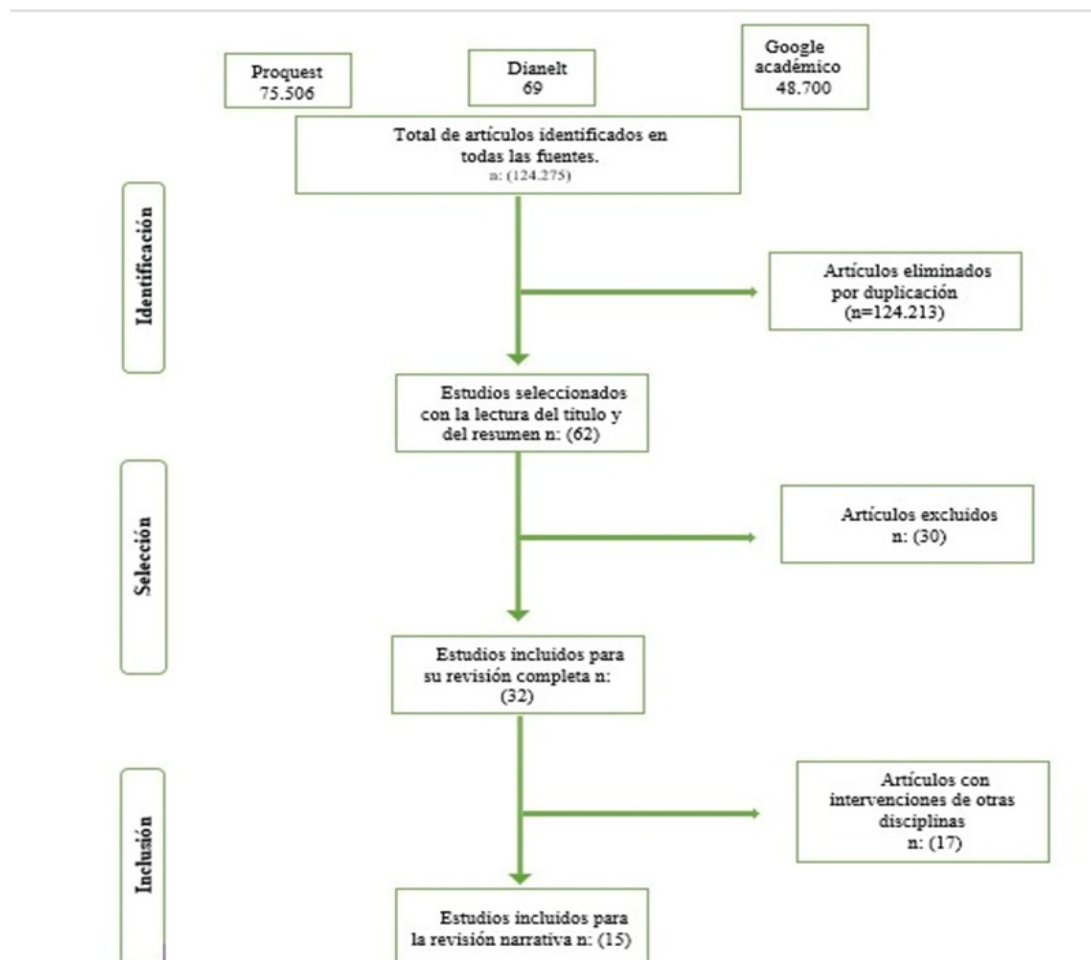 Proquest
75.506
Dianelt
69
Google
académico
48.700
Total de artículos identificados en
todas las fuentes.
n: (124.275)
Identificación
Artículos eliminados
por duplicación
(n=124.213)
Estudios seleccionados
con la lectura del titulo y
del resumen n: (62)
Selección
Artículos excluidos
n: (30)
Estudios incluidos para
su revisión completa n:
(32)
Inclusión
Artículos con
intervenciones de otras
disciplinas
n: (17)
Estudios incluidos para
la revisión narrativa n: (15)